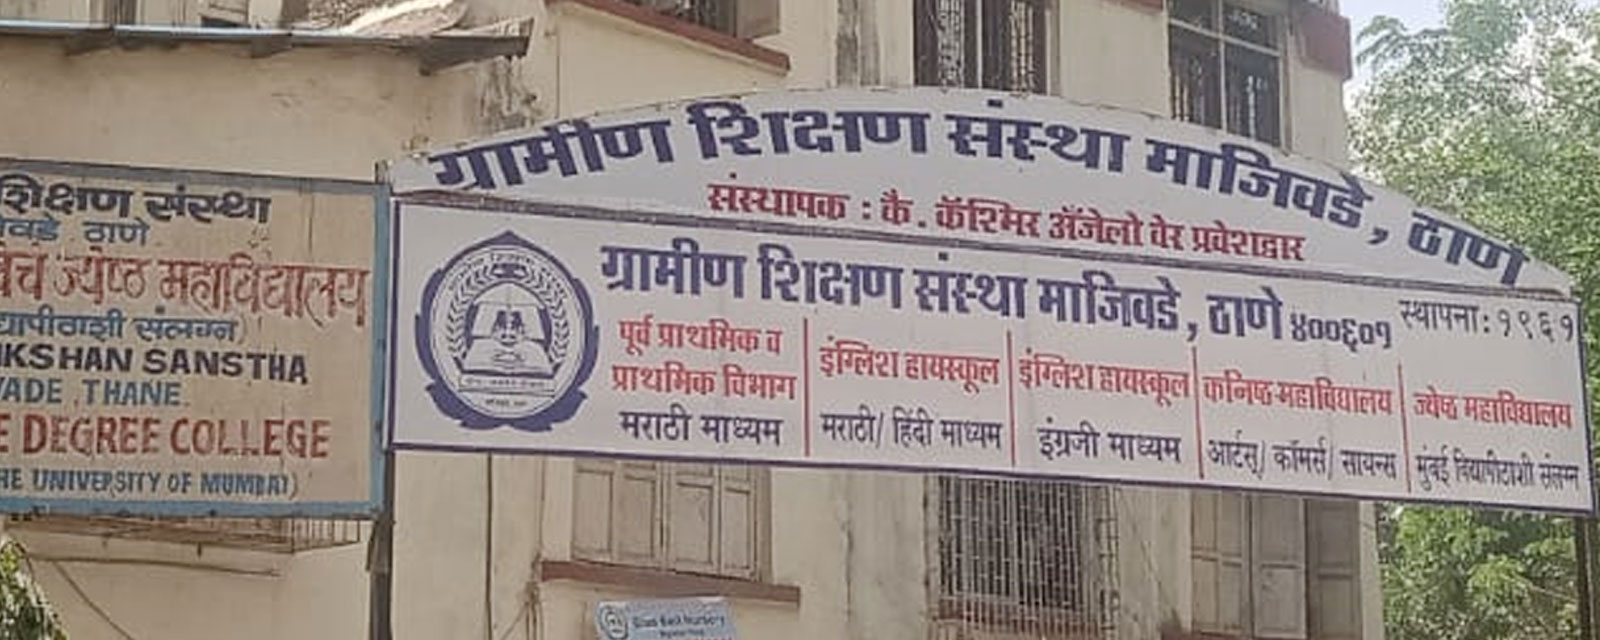 शिक्षण संस्था
ठाणे
ज्येष्ठ महाविद्यालय
संलग्न)
SANSTHA
THANE
DEGREE COLLEGE
UNIVERSITY OF MUMBAI)
ग्रामीण शिक्षण संस्था माजिवडे, ठाणे
संस्थापक : कै. कॅश्मिर अँजेलो वेर प्रवेशद्वार
ग्रामीण शिक्षण संस्था माजिवडे, ठाणे ४००६०१
स्थापना: १९६१
पूर्व प्राथमिक व
प्राथमिक विभाग
मराठी माध्यम
इंग्लिश हायस्कूल
मराठी/ हिंदी माध्यम
इंग्लिश हायस्कूल
इंग्रजी माध्यम
कनिष्ठ महाविद्यालय
आर्टस्/ कॉमर्स/ सायन्स
ज्येष्ठ महाविद्यालय
मुंबई विद्यापीठाशी संलग्न